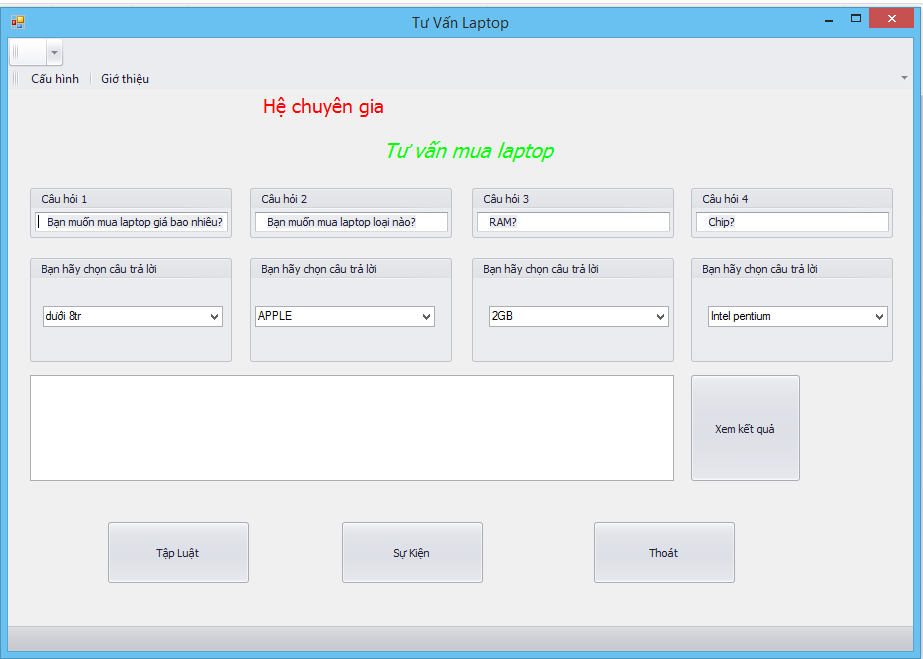 Tư Vấn Laptop
Cấu hình
Giớ thiệu
Hệ chuyên gia
Tư vấn mua laptop
Câu hỏi 1
Câu hỏi 2
Câu hỏi 3
Câu hỏi 4
Bạn muốn mua laptop giá bao nhiêu?
Bạn muốn mua laptop loại nào?
RAM?
Chip?
Bạn hãy chọn câu trả lời
Bạn hãy chọn câu trả lời
Bạn hãy chọn câu trả lời
Bạn hãy chọn câu trả lời
dưới 8tr
APPLE
2GB
Intel pentium
Xem kết quả
Tập Luật
Sự Kiện
Thoát